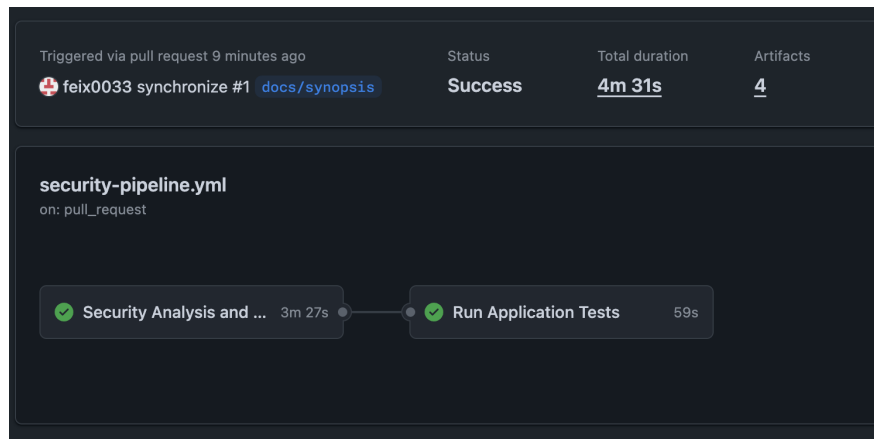 Triggered via pull request 9 minutes ago
feix0033 synchronize #1 docs/synopsis
Status
Success
Total duration
4m 31s
Artifacts
4
security-pipeline.yml
on: pull_request
Security Analysis and ... 3m 27s
Run Application Tests 59s